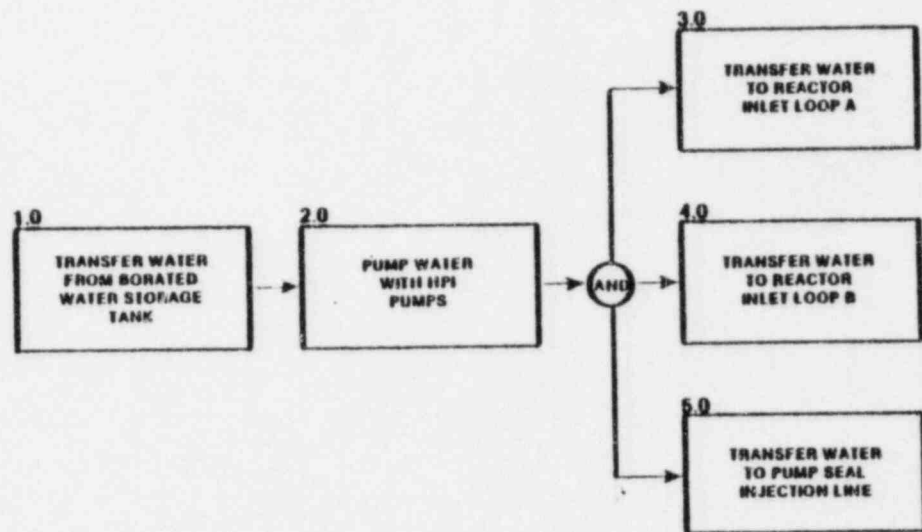 1.0
TRANSFER WATER
FROM BORATED
WATER STORAGE
TANK
2.0
PUMP WATER
WITH HPI
PUMPS
AND
3.0
TRANSFER WATER
TO REACTOR
INLET LOOP A
4.0
TRANSFER WATER
TO REACTOR
INLET LOOP B
5.0
TRANSFER WATER
TO PUMP SEAL
INJECTION LINE